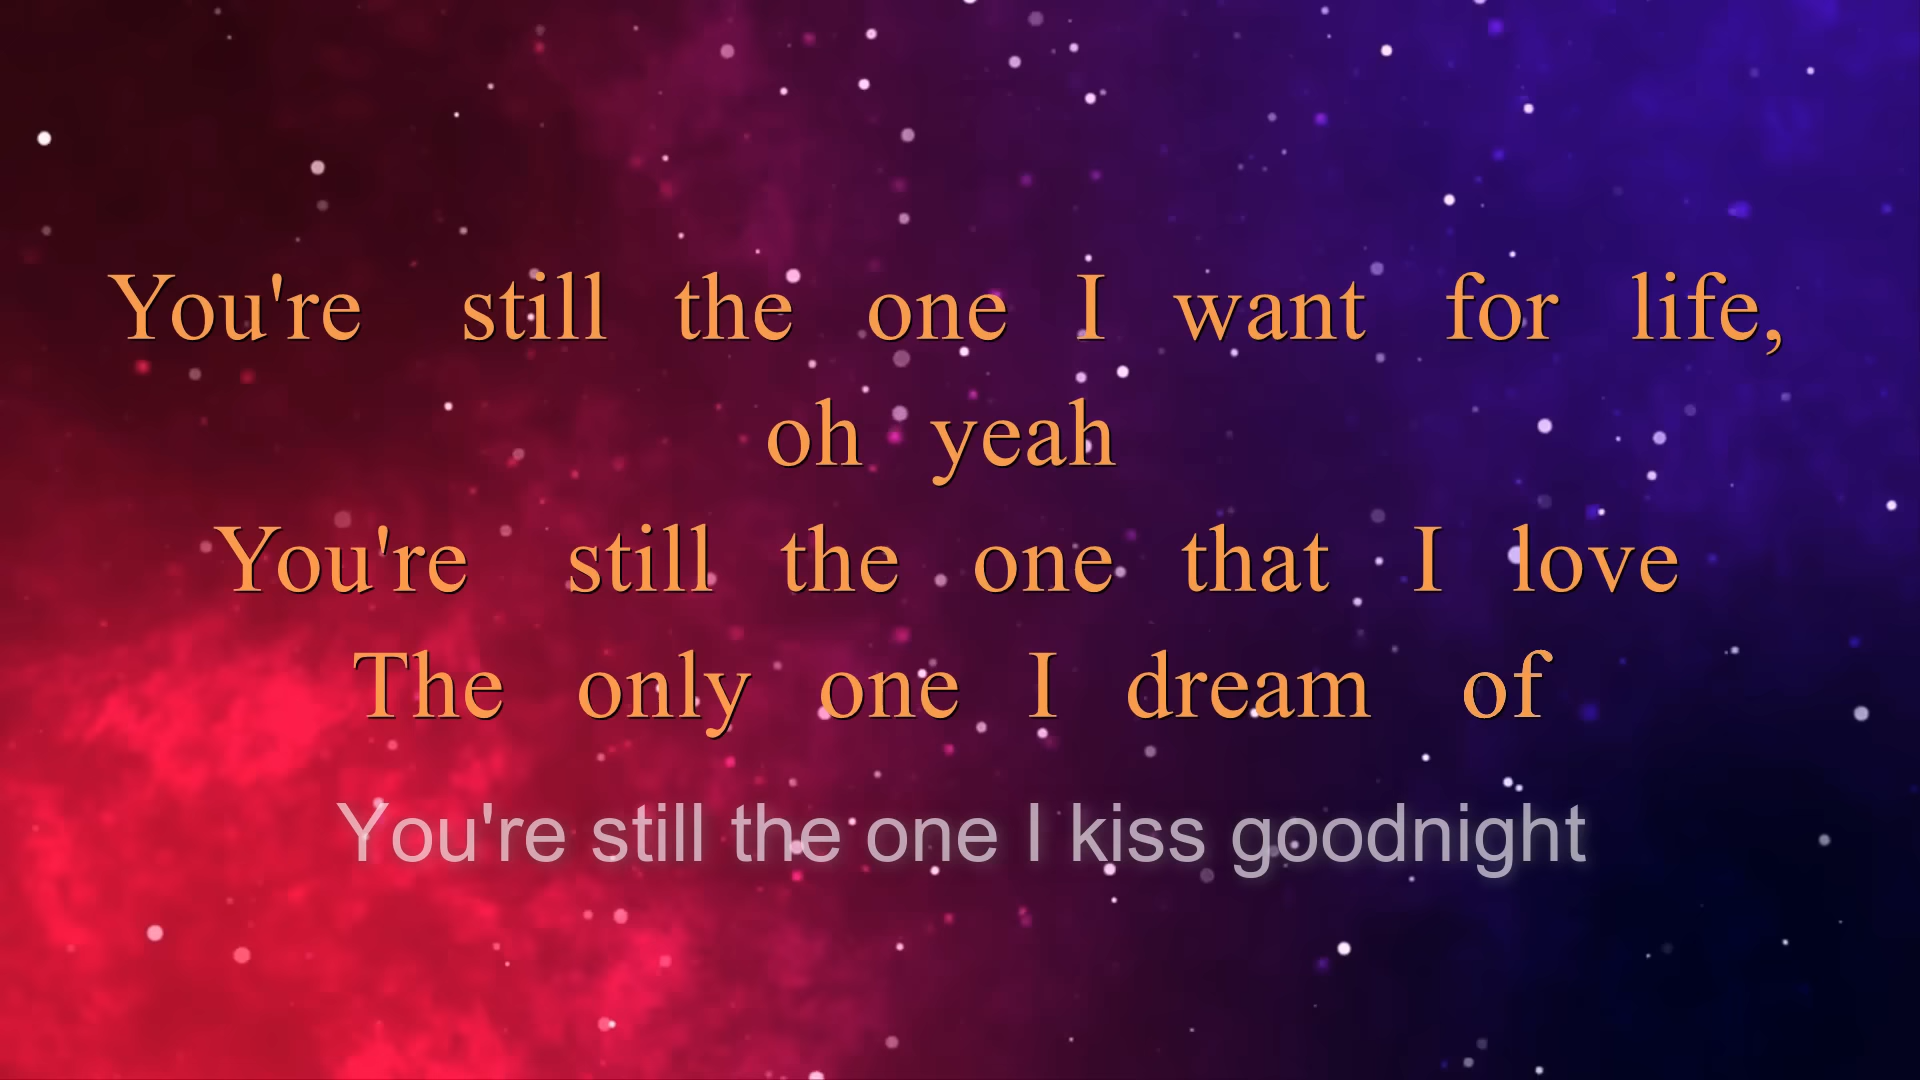 You're still the one I want for life,
oh yeah
You're still the one that I love
The only one I dream of
You're still the one I kiss goodnight